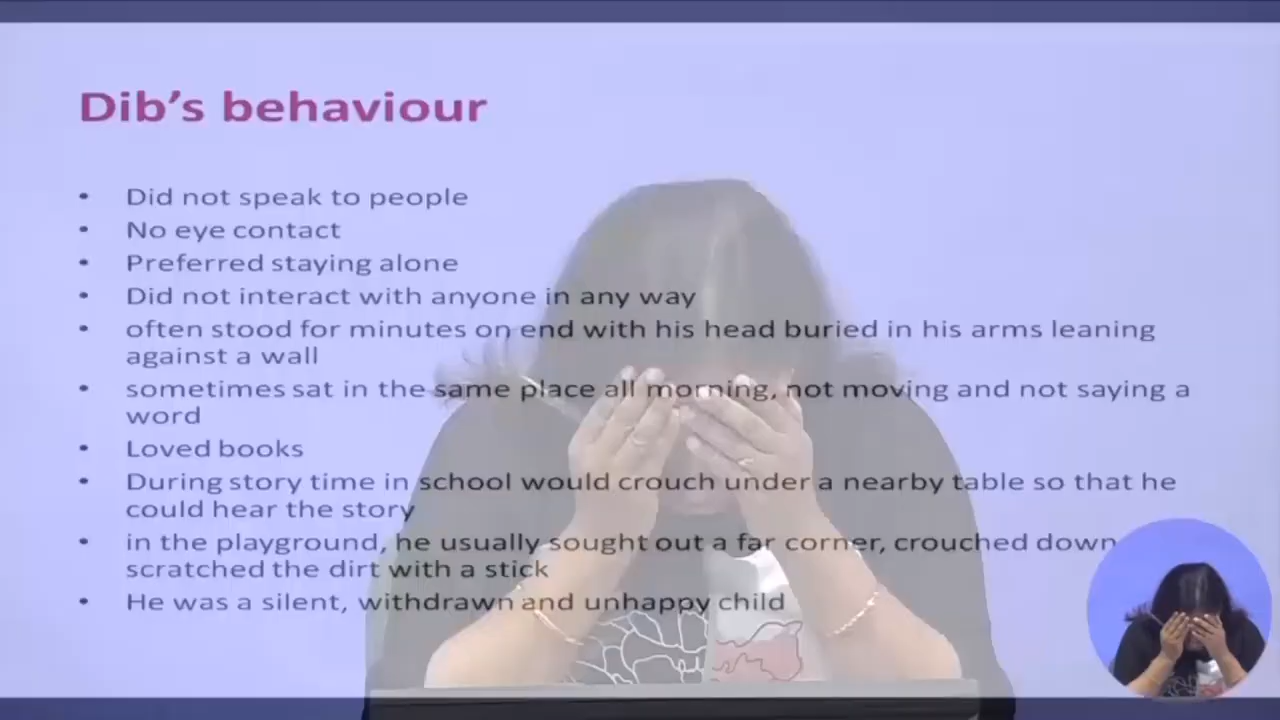 Dib's behaviour
• Did not speak to people
• No eye contact
• Preferred staying alone
• Did not interact with anyone in any way
• often stood for minutes on end with his head buried in his arms leaning
against a wall
• sometimes sat in the same place all morning, not moving and not saying a
word
• Loved books
• During story time in school would crouch under a nearby table so that he
could hear the story
• in the playground, he usually sought out a far corner, crouched down
scratched the dirt with a stick
• He was a silent, withdrawn and unhappy child